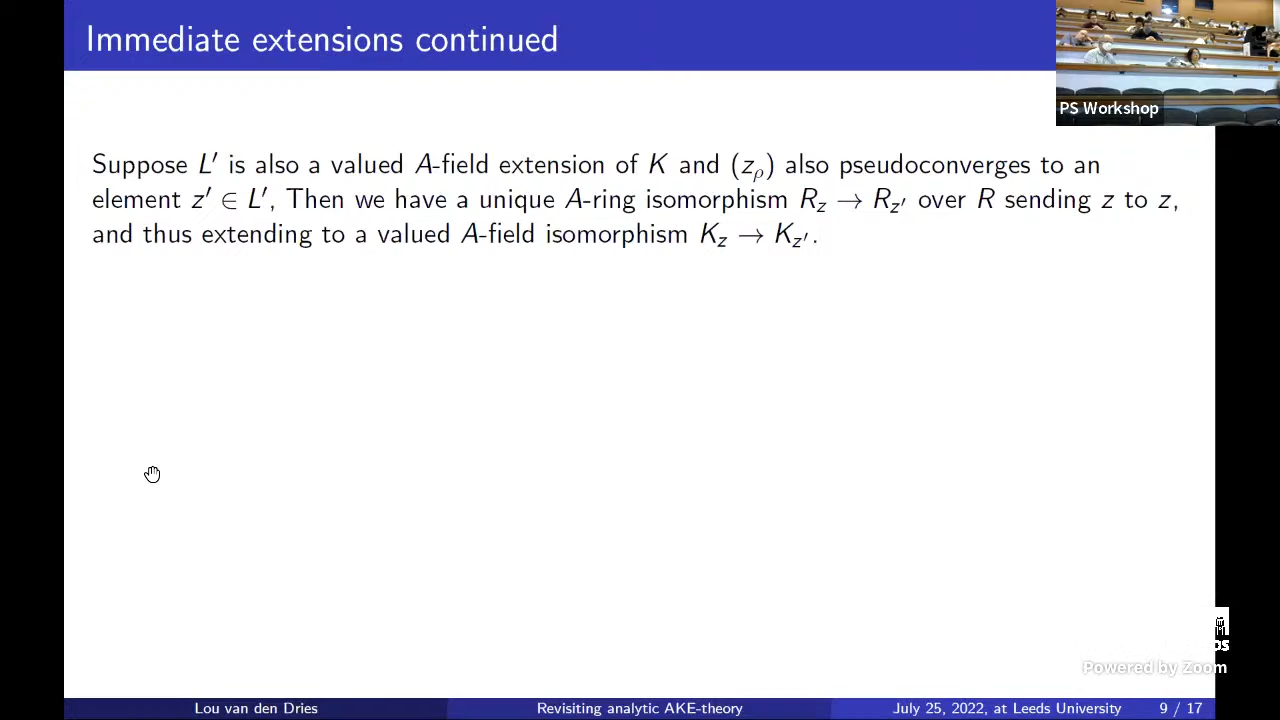 Immediate extensions continued
PS Workshop
Suppose L′ is also a valued A-field extension of K and (z_ρ) also pseudoconverges to an
element z′ ∈ L′, Then we have a unique A-ring isomorphism R_z → R_z′ over R sending z to z,
and thus extending to a valued A-field isomorphism K_z → K_z′.
Powered by Zoom
Lou van den Dries
Revisiting analytic AKE-theory
July 25, 2022, at Leeds University
9 / 17